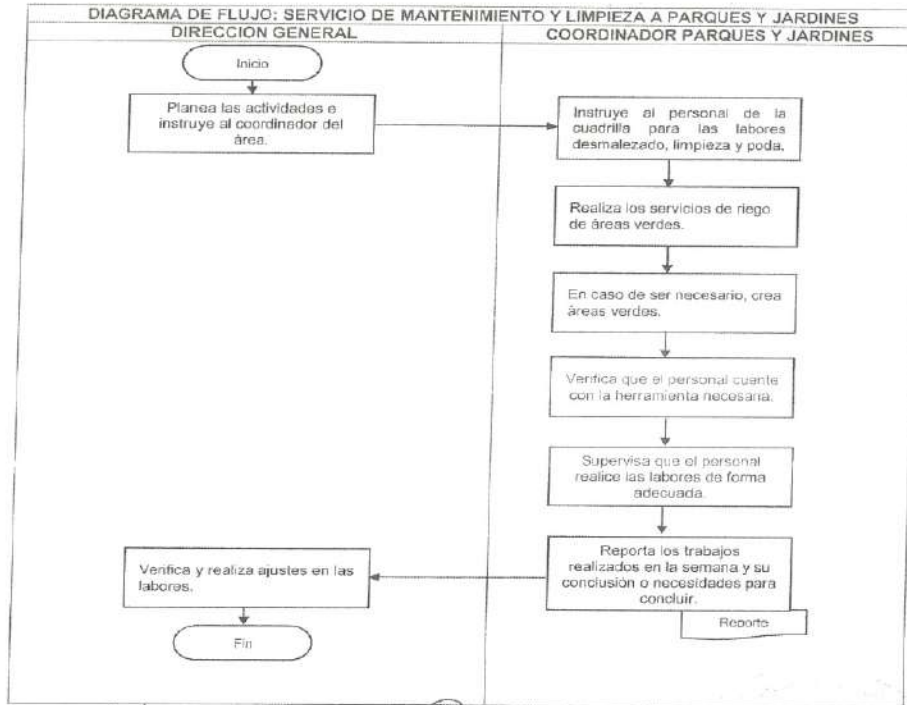 DIAGRAMA DE FLUJO: SERVICIO DE MANTENIMIENTO Y LIMPIEZA A PARQUES Y JARDINES
DIRECCION GENERAL
COORDINADOR PARQUES Y JARDINES
Inicio
Planea las actividades e
instruye al coordinador del
área.
Instruye al personal de la
cuadrilla para las labores
desmalezado, limpieza y poda.
Realiza los servicios de riego
de áreas verdes.
En caso de ser necesario, crea
áreas verdes.
Verifica que el personal cuente
con la herramienta necesaria.
Supervisa que el personal
realice las labores de forma
adecuada.
Reporta los trabajos
realizados en la semana y su
conclusión o necesidades para
concluir.
Reporte
Verifica y realiza ajustes en las
labores.
Fin